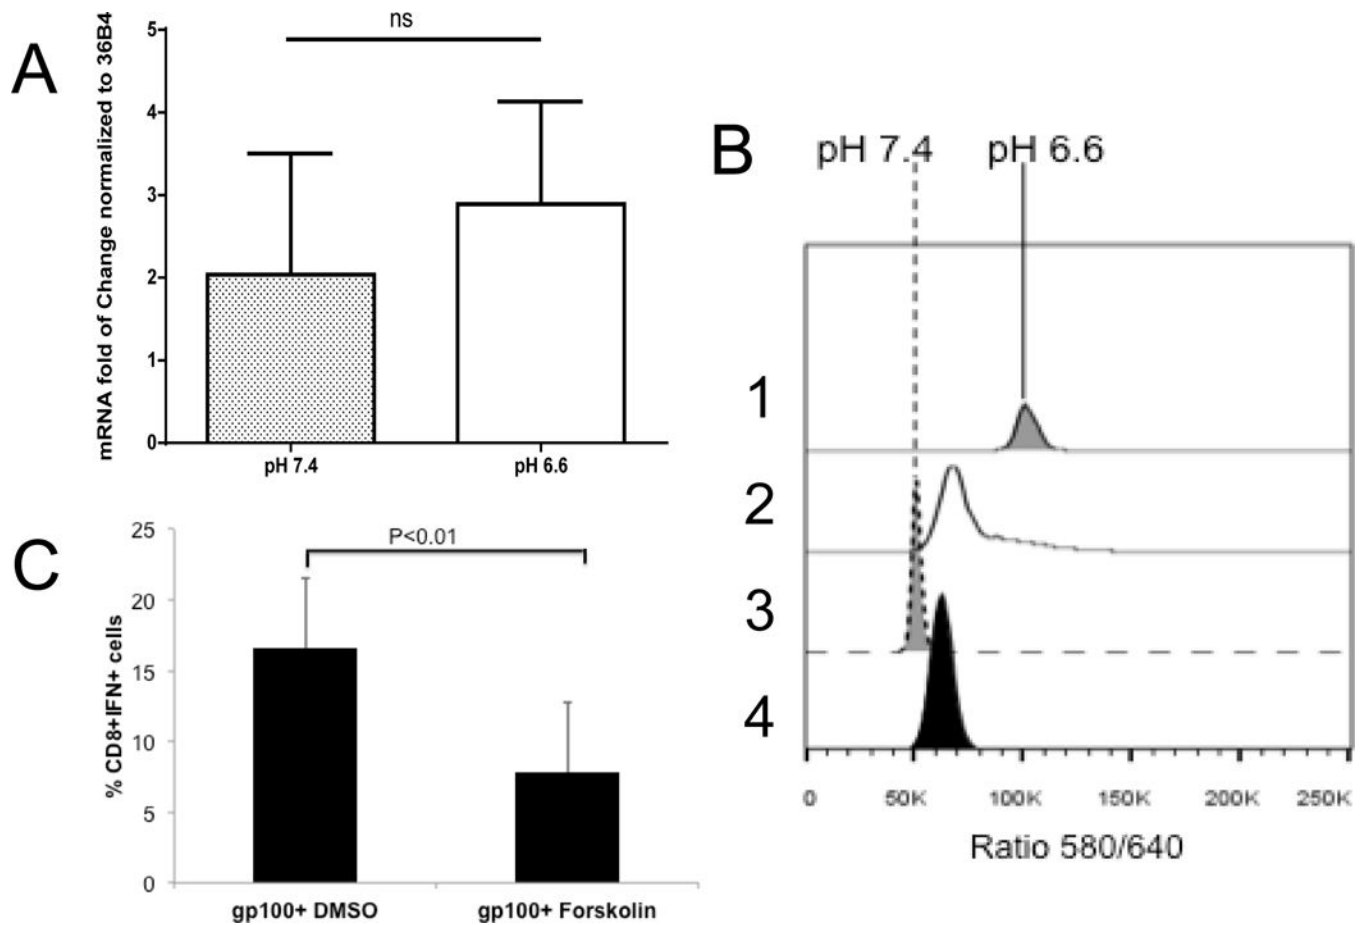 A
mRNA fold of Change normalized to 36B4
5
4
3
2
1
0
ns
pH 7.4
pH 6.6
B
pH 7.4
pH 6.6
1
2
3
4
0
50K
100K
150K
200K
250K
Ratio 580/640
C
% CD8+IFN+ cells
25
20
15
10
5
0
P<0.01
gp100+ DMSO
gp100+ Forskolin